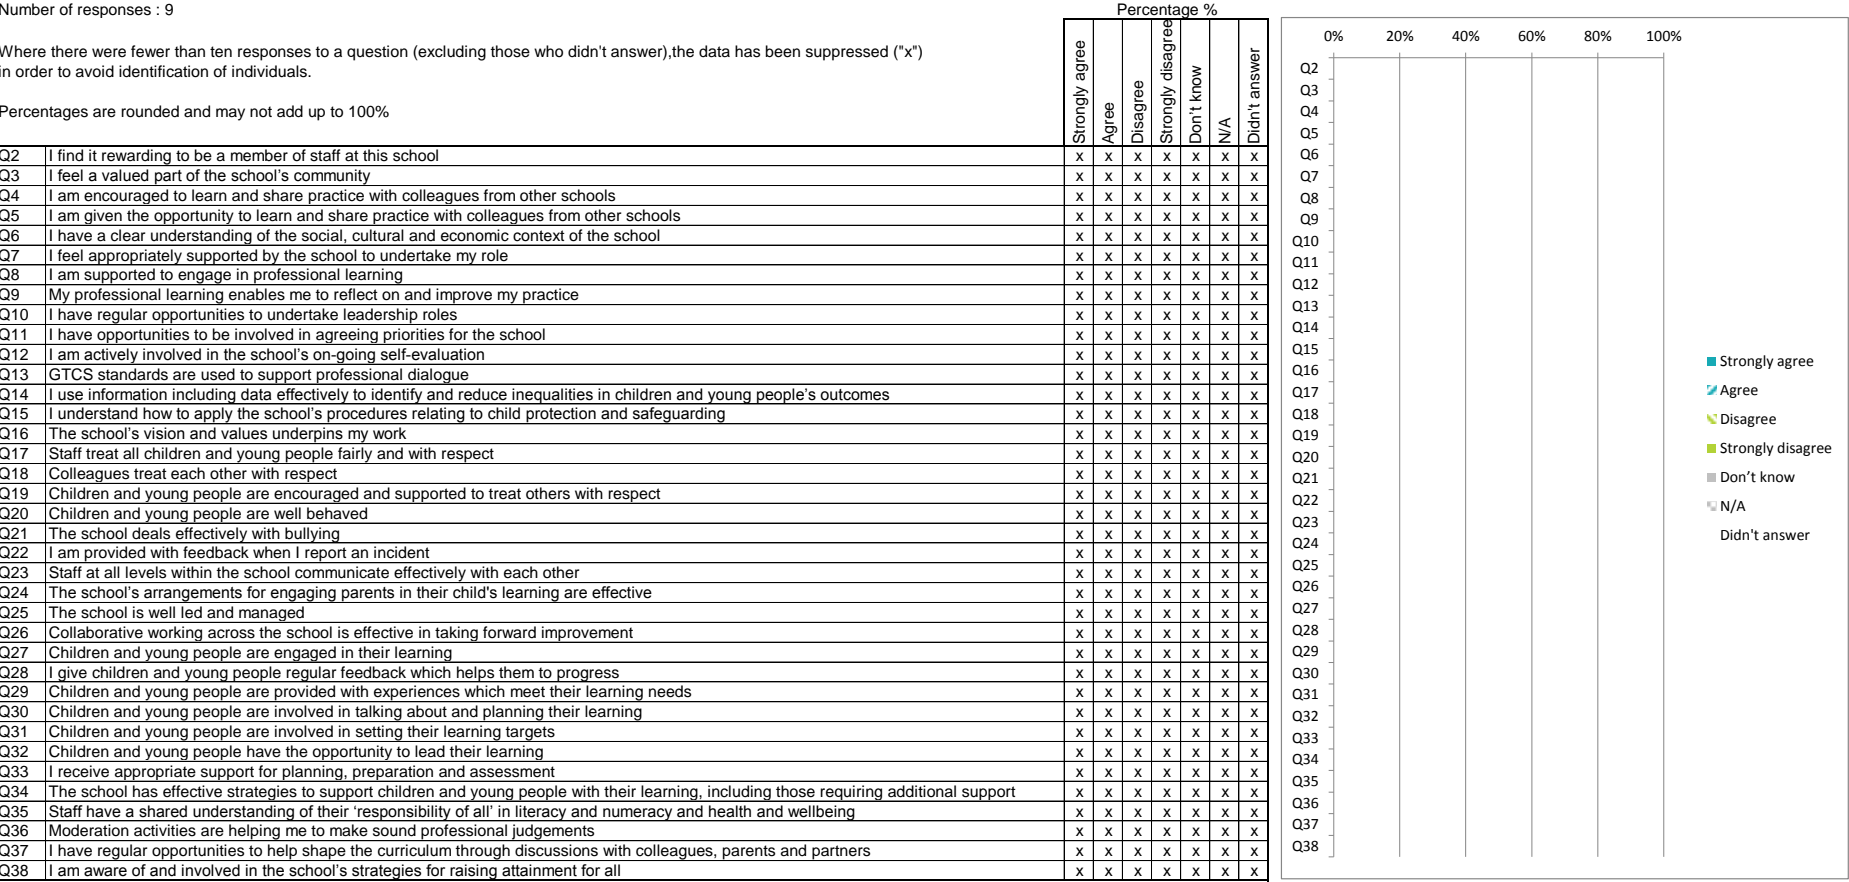 Number of responses : 9
Percentage %
Where there were fewer than ten responses to a question (excluding those who didn't answer),the data has been suppressed ("x")
in order to avoid identification of individuals.
Percentages are rounded and may not add up to 100%
Strongly agree
Agree
Disagree
Strongly disagree
Don't know
N/A
Didn't answer
Q2 I find it rewarding to be a member of staff at this school x x x x x x x
Q3 I feel a valued part of the school's community x x x x x x x
Q4 I am encouraged to learn and share practice with colleagues from other schools x x x x x x x
Q5 I am given the opportunity to learn and share practice with colleagues from other schools x x x x x x x
Q6 I have a clear understanding of the social, cultural and economic context of the school x x x x x x x
Q7 I feel appropriately supported by the school to undertake my role x x x x x x x
Q8 I am supported to engage in professional learning x x x x x x x
Q9 My professional learning enables me to reflect on and improve my practice x x x x x x x
Q10 I have regular opportunities to undertake leadership roles x x x x x x x
Q11 I have opportunities to be involved in agreeing priorities for the school x x x x x x x
Q12 I am actively involved in the school's on-going self-evaluation x x x x x x x
Q13 GTCS standards are used to support professional dialogue x x x x x x x
Q14 I use information including data effectively to identify and reduce inequalities in children and young people's outcomes x x x x x x x
Q15 I understand how to apply the school's procedures relating to child protection and safeguarding x x x x x x x
Q16 The school's vision and values underpins my work x x x x x x x
Q17 Staff treat all children and young people fairly and with respect x x x x x x x
Q18 Colleagues treat each other with respect x x x x x x x
Q19 Children and young people are encouraged and supported to treat others with respect x x x x x x x
Q20 Children and young people are well behaved x x x x x x x
Q21 The school deals effectively with bullying x x x x x x x
Q22 I am provided with feedback when I report an incident x x x x x x x
Q23 Staff at all levels within the school communicate effectively with each other x x x x x x x
Q24 The school's arrangements for engaging parents in their child's learning are effective x x x x x x x
Q25 The school is well led and managed x x x x x x x
Q26 Collaborative working across the school is effective in taking forward improvement x x x x x x x
Q27 Children and young people are engaged in their learning x x x x x x x
Q28 I give children and young people regular feedback which helps them to progress x x x x x x x
Q29 Children and young people are provided with experiences which meet their learning needs x x x x x x x
Q30 Children and young people are involved in talking about and planning their learning x x x x x x x
Q31 Children and young people are involved in setting their learning targets x x x x x x x
Q32 Children and young people have the opportunity to lead their learning x x x x x x x
Q33 I receive appropriate support for planning, preparation and assessment x x x x x x x
Q34 The school has effective strategies to support children and young people with their learning, including those requiring additional support x x x x x x x
Q35 Staff have a shared understanding of their ‘responsibility of all’ in literacy and numeracy and health and wellbeing x x x x x x x
Q36 Moderation activities are helping me to make sound professional judgements x x x x x x x
Q37 I have regular opportunities to help shape the curriculum through discussions with colleagues, parents and partners x x x x x x x
Q38 I am aware of and involved in the school's strategies for raising attainment for all x x x x x x x
0% 20% 40% 60% 80% 100%
Q2
Q3
Q4
Q5
Q6
Q7
Q8
Q9
Q10
Q11
Q12
Q13
Q14
Q15
Q16
Q17
Q18
Q19
Q20
Q21
Q22
Q23
Q24
Q25
Q26
Q27
Q28
Q29
Q30
Q31
Q32
Q33
Q34
Q35
Q36
Q37
Q38
Strongly agree
Agree
Disagree
Strongly disagree
Don't know
N/A
Didn't answer